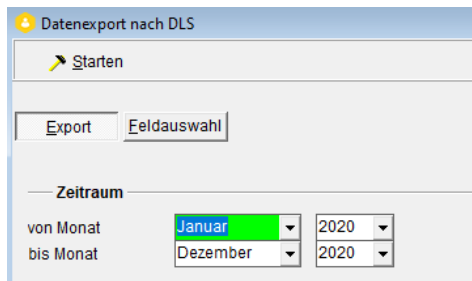 Datenexport nach DLS
Starten
Export Feldauswahl
Zeitraum
von Monat Januar 2020
bis Monat Dezember 2020